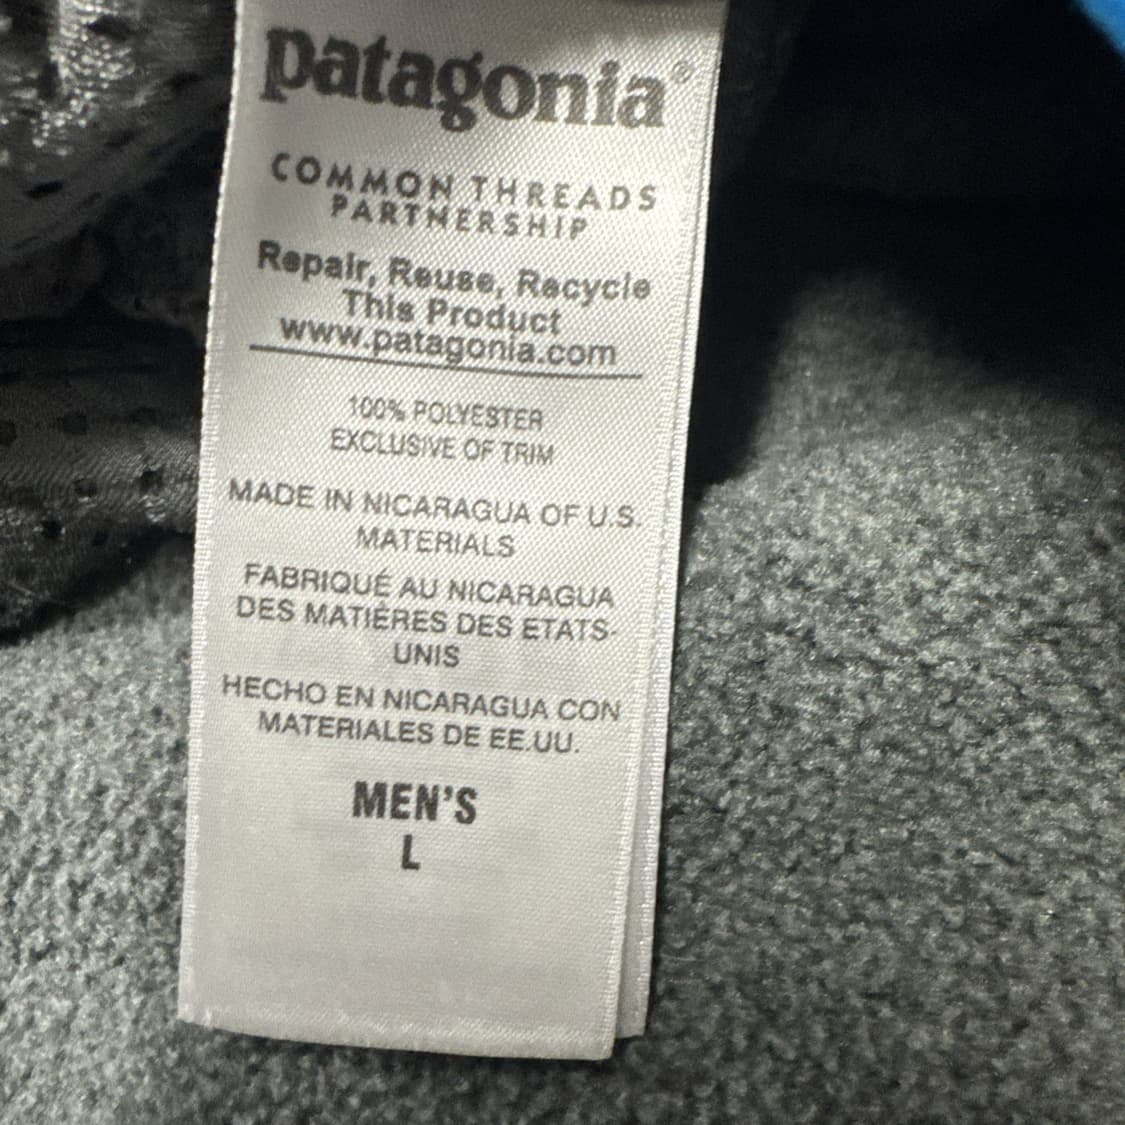 patagonia®
COMMON THREADS
PARTNERSHIP
Repair, Reuse, Recycle
This Product
www.patagonia.com
100% POLYESTER
EXCLUSIVE OF TRIM
MADE IN NICARAGUA OF U.S.
MATERIALS
FABRIQUÉ AU NICARAGUA
DES MATIÉRES DES ETATS-
UNIS
HECHO EN NICARAGUA CON
MATERIALES DE EE.UU.
MEN'S
L